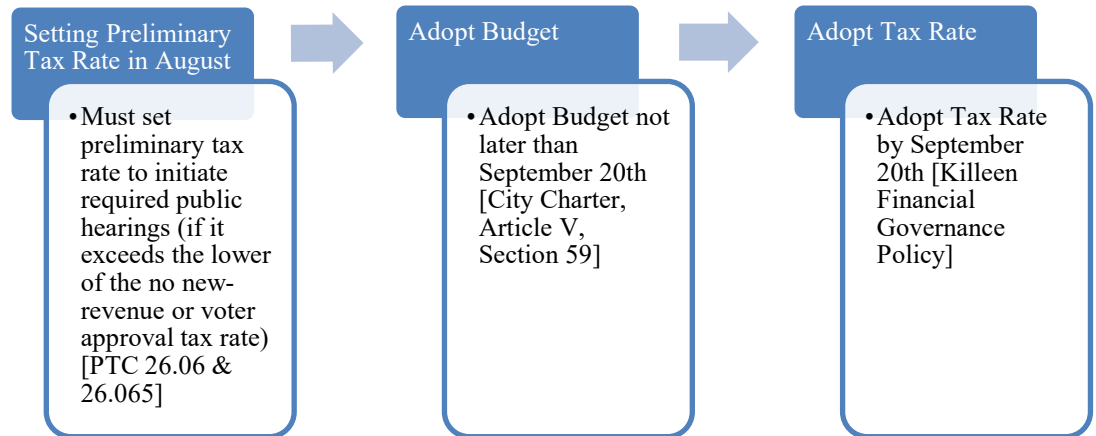 Setting Preliminary
Tax Rate in August
•Must set
preliminary tax
rate to initiate
required public
hearings (if it
exceeds the lower
of the no new-
revenue or voter
approval tax rate)
[PTC 26.06 &
26.065]
Adopt Budget
•Adopt Budget not
later than
September 20th
[City Charter,
Article V,
Section 59]
Adopt Tax Rate
•Adopt Tax Rate
by September
20th [Killeen
Financial
Governance
Policy]